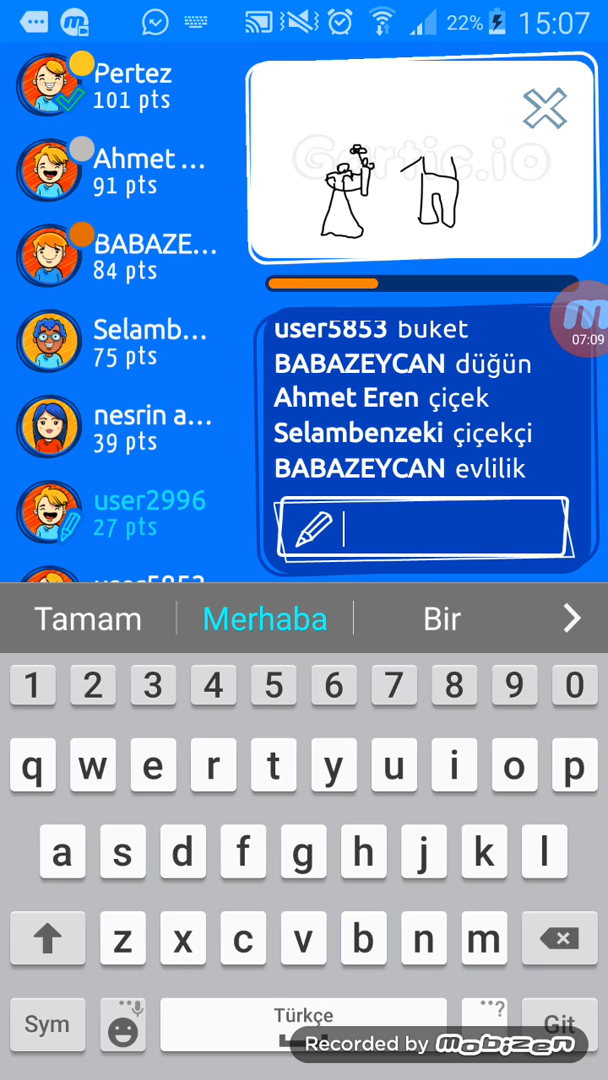 22% 15:07
Pertez
101 pts
Ahmet ...
91 pts
BABAZE...
84 pts
Selamb...
75 pts
nesrin a...
39 pts
user2996
27 pts
Gartic.io
07:09
user5853 buket
BABAZEYCAN düğün
Ahmet Eren çiçek
Selambenzeki çiçekçi
BABAZEYCAN evlilik
Tamam Merhaba Bir
1 2 3 4 5 6 7 8 9 0
q w e r t y u i o p
a s d f g h j k l
z x c v b n m
Sym Türkçe ...? Git
Recorded by mobizen